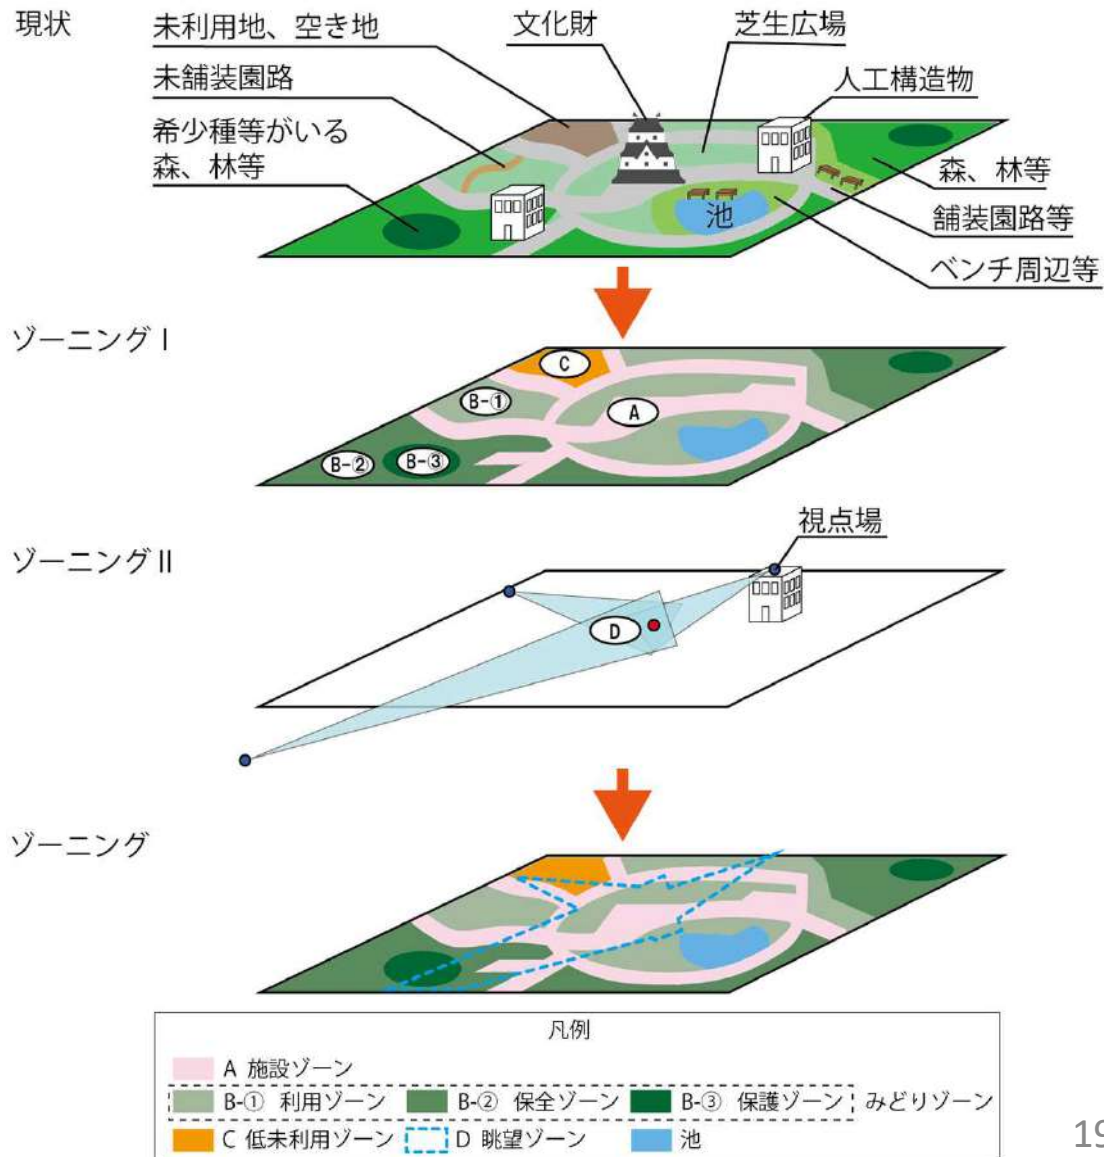 現状
未利用地、空き地
文化財
芝生広場
未舗装園路
人工構造物
希少種等がいる
森、林等
森、林等
池
舗装園路等
ベンチ周辺等
ゾーニングⅠ
C
B-①
A
B-②
B-③
視点場
ゾーニングⅡ
D
ゾーニング
凡例
A 施設ゾーン
B-① 利用ゾーン B-② 保全ゾーン B-③ 保護ゾーン みどりゾーン
C 低未利用ゾーン D 眺望ゾーン 池
19